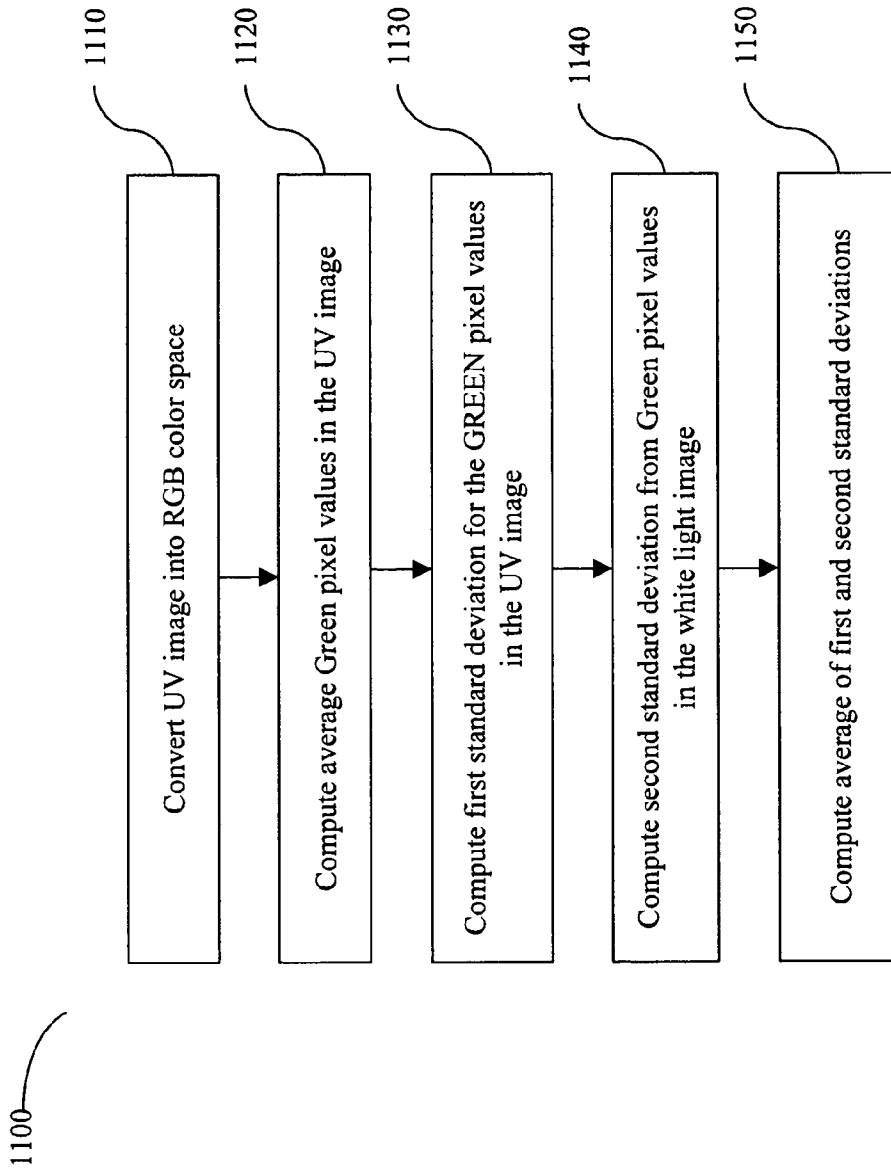 1100
Convert UV image into RGB color space
1110
Compute average Green pixel values in the UV image
1120
Compute first standard deviation for the GREEN pixel values
in the UV image
1130
Compute second standard deviation from Green pixel values
in the white light image
1140
Compute average of first and second standard deviations
1150